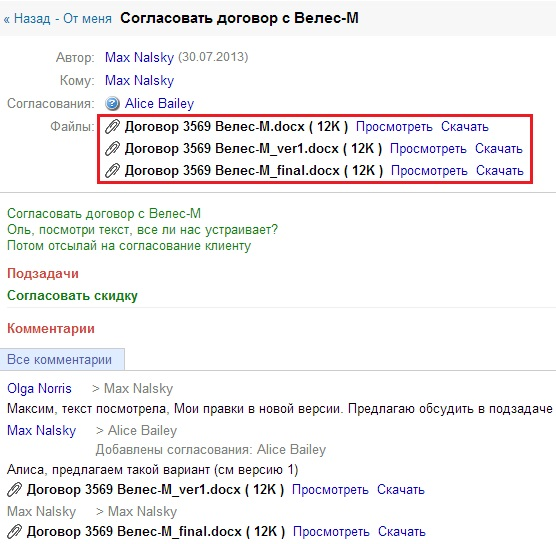 « Назад - От меня Согласовать договор с Велес-М
Автор: Max Nalsky (30.07.2013)
Кому: Max Nalsky
Согласования: Alice Bailey
Файлы: Договор 3569 Велес-М.docx ( 12K ) Просмотреть Скачать
Договор 3569 Велес-М_ver1.docx ( 12K ) Просмотреть Скачать
Договор 3569 Велес-М_final.docx ( 12K ) Просмотреть Скачать
Согласовать договор с Велес-М
Оль, посмотри текст, все ли нас устраивает?
Потом отсылай на согласование клиенту
Подзадачи
Согласовать скидку
Комментарии
Все комментарии
Olga Norris > Max Nalsky
Максим, текст посмотрела, Мои правки в новой версии. Предлагаю обсудить в подзадаче
Max Nalsky > Alice Bailey
Добавлены согласования: Alice Bailey
Алиса, предлагаем такой вариант (см версию 1)
Договор 3569 Велес-М_ver1.docx ( 12K ) Просмотреть Скачать
Max Nalsky > Max Nalsky
Договор 3569 Велес-М_final.docx ( 12K ) Просмотреть Скачать